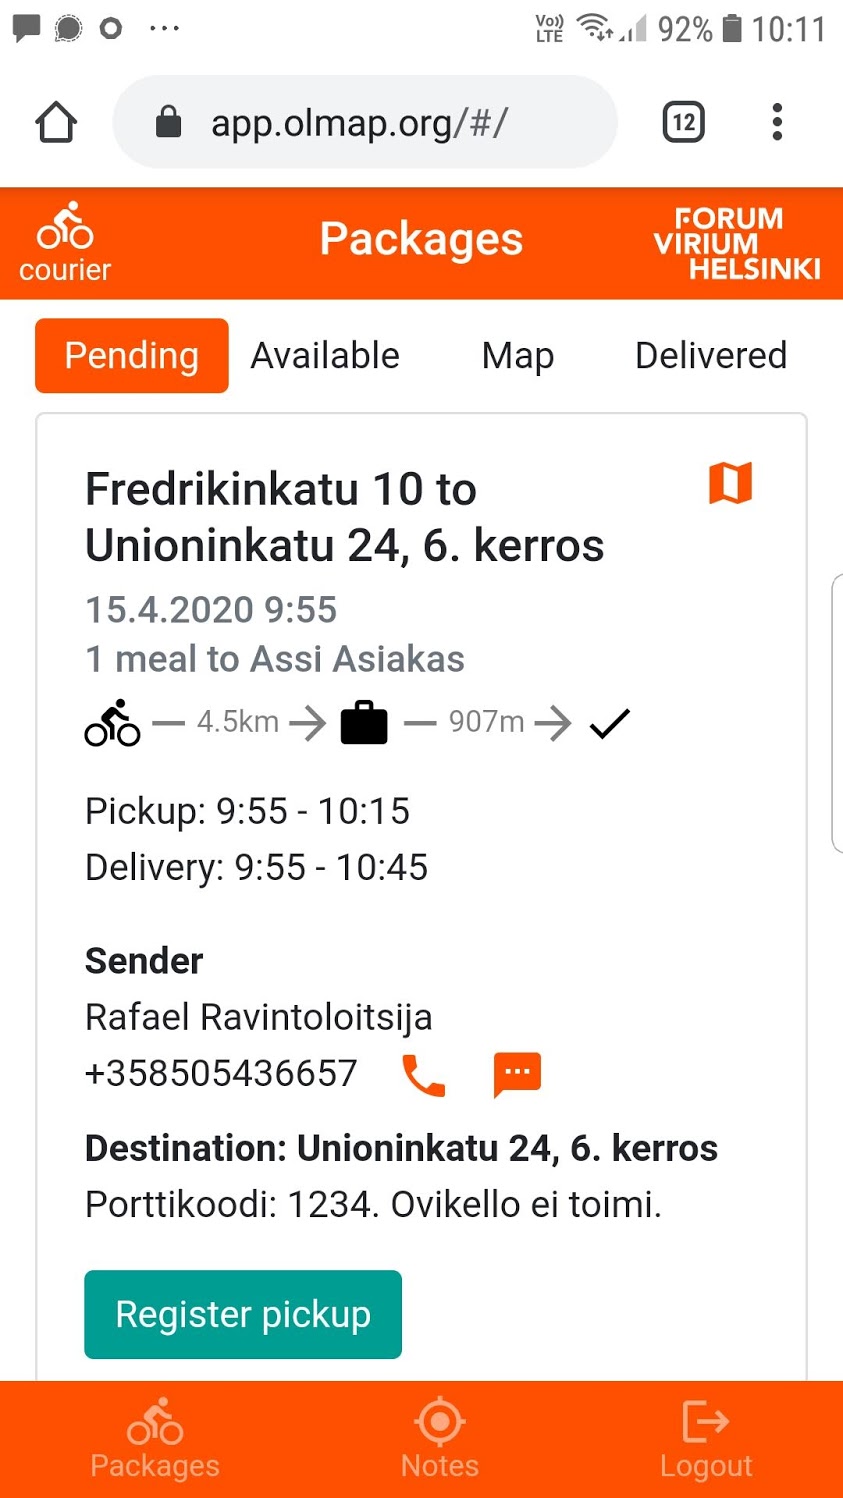 Vo)) LTE 92% 10:11
app.olmap.org/#/ 12
courier
Packages
FORUM
VIRIUM
HELSINKI
Pending Available Map Delivered
Fredrikinkatu 10 to
Unioninkatu 24, 6. kerros
15.4.2020 9:55
1 meal to Assi Asiakas
4.5km 907m
Pickup: 9:55 - 10:15
Delivery: 9:55 - 10:45
Sender
Rafael Ravintoloitsija
+358505436657
Destination: Unioninkatu 24, 6. kerros
Porttikoodi: 1234. Ovikello ei toimi.
Register pickup
Packages Notes Logout